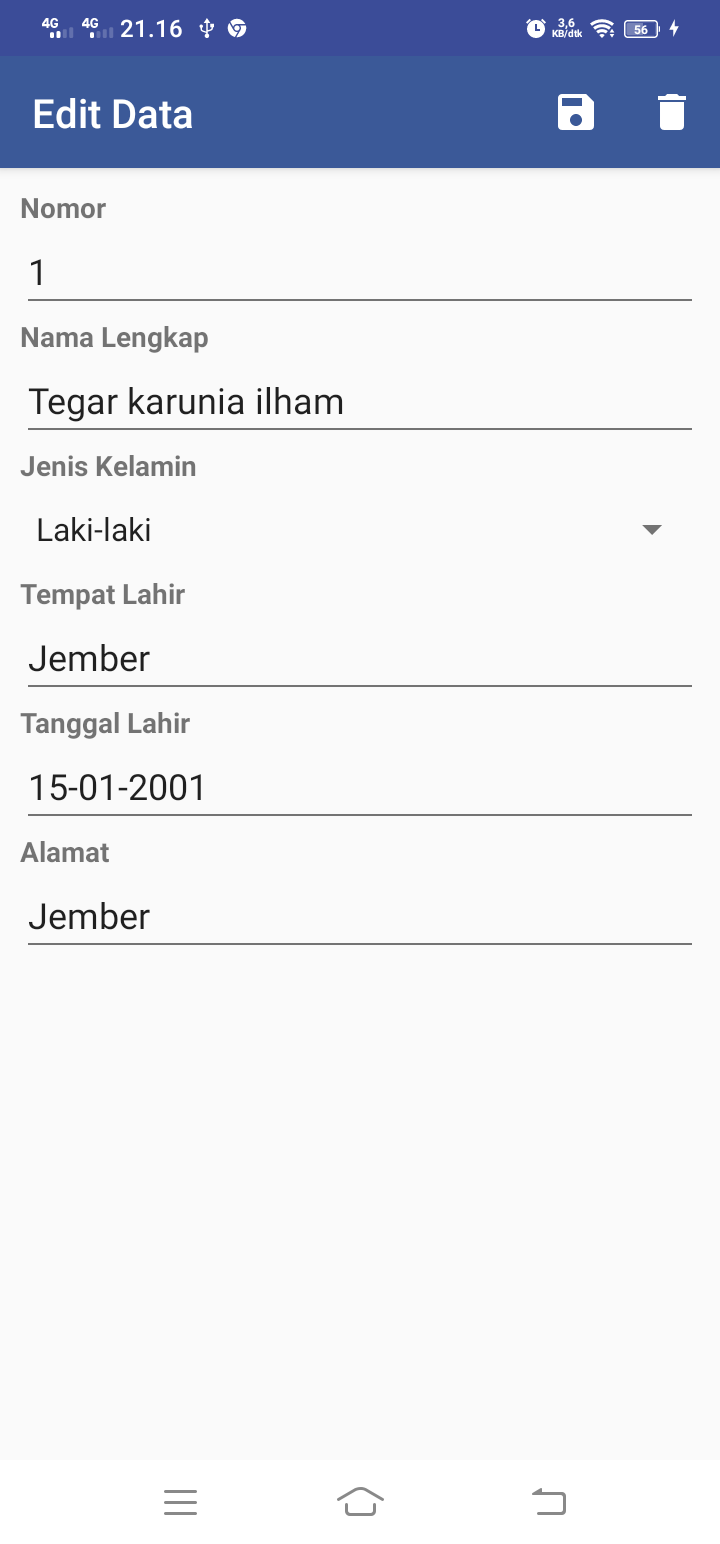 4G 4G 21.16 3,6 KB/dtk 56
Edit Data
Nomor
1
Nama Lengkap
Tegar karunia ilham
Jenis Kelamin
Laki-laki
Tempat Lahir
Jember
Tanggal Lahir
15-01-2001
Alamat
Jember